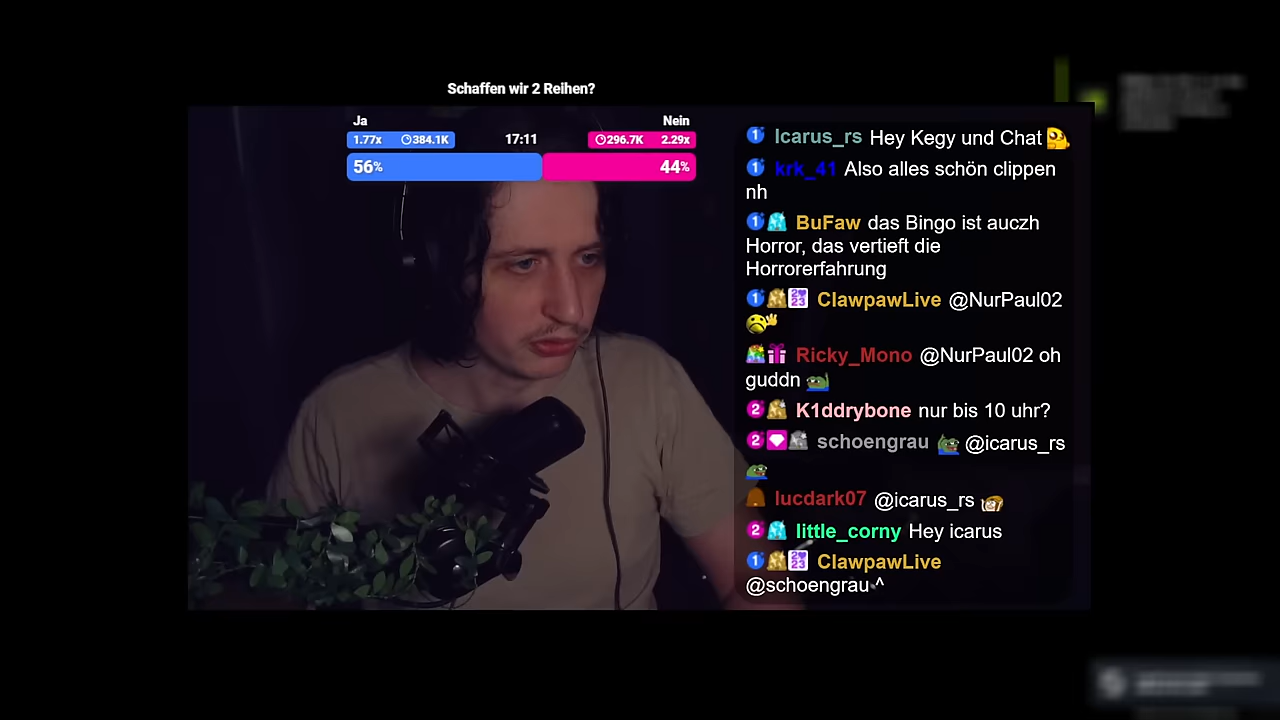 Schaffen wir 2 Reihen?
Ja Nein
1.77x 384.1K 17:11 296.7K 2.29x
56% 44%
Icarus_rs Hey Kegy und Chat
krk_41 Also alles schön clippen
nh
BuFaw das Bingo ist auczh
Horror, das vertieft die
Horrorerfahrung
ClawpawLive @NurPaul02
Ricky_Mono @NurPaul02 oh
guddn
K1ddrybone nur bis 10 uhr?
schoengrau @icarus_rs
lucdark07 @icarus_rs
little_corny Hey icarus
ClawpawLive
@schoengrau ^